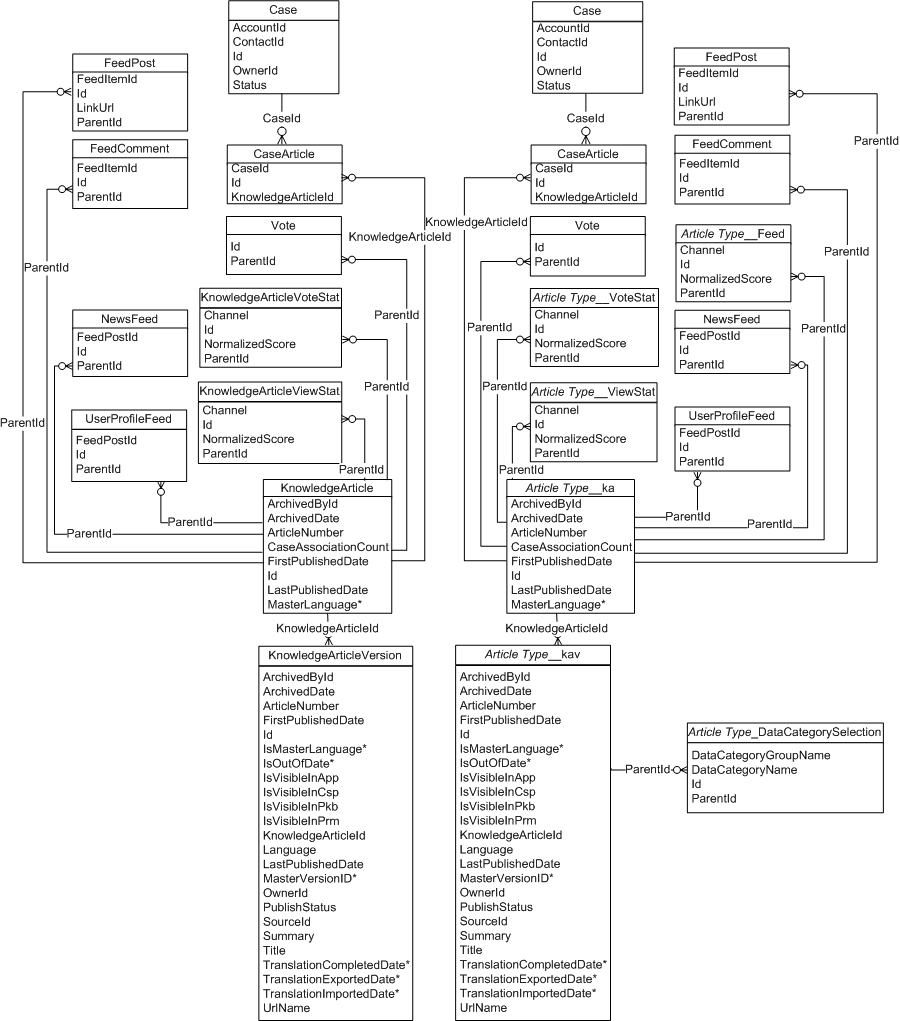 Case
AccountId
ContactId
Id
OwnerId
Status
CaseId
FeedPost
FeedItemId
Id
LinkUrl
ParentId
FeedComment
FeedItemId
Id
ParentId
CaseArticle
CaseId
Id
KnowledgeArticleId
Vote
Id
ParentId
KnowledgeArticleId
ParentId
KnowledgeArticleVoteStat
Channel
Id
NormalizedScore
ParentId
ParentId
NewsFeed
FeedPostId
Id
ParentId
ParentId
KnowledgeArticleViewStat
Channel
Id
NormalizedScore
ParentId
UserProfileFeed
FeedPostId
Id
ParentId
ParentId
ParentId
ParentId
ParentId
KnowledgeArticle
ArchivedById
ArchivedDate
ArticleNumber
CaseAssociationCount
FirstPublishedDate
Id
LastPublishedDate
MasterLanguage*
KnowledgeArticleId
KnowledgeArticleVersion
ArchivedById
ArchivedDate
ArticleNumber
FirstPublishedDate
Id
IsMasterLanguage*
IsOutOfDate*
IsVisibleInApp
IsVisibleInCsp
IsVisibleInPkb
IsVisibleInPrm
KnowledgeArticleId
Language
LastPublishedDate
MasterVersionID*
OwnerId
PublishStatus
SourceId
Summary
Title
TranslationCompletedDate*
TranslationExportedDate*
TranslationImportedDate*
UrlName
Case
AccountId
ContactId
Id
OwnerId
Status
CaseId
FeedPost
FeedItemId
Id
LinkUrl
ParentId
ParentId
FeedComment
FeedItemId
Id
ParentId
CaseArticle
CaseId
Id
KnowledgeArticleId
KnowledgeArticleId
Vote
Id
ParentId
Article Type__Feed
Channel
Id
NormalizedScore
ParentId
ParentId
Article Type__VoteStat
Channel
Id
NormalizedScore
ParentId
ParentId
NewsFeed
FeedPostId
Id
ParentId
ParentId
ParentId
Article Type__ViewStat
Channel
Id
NormalizedScore
ParentId
UserProfileFeed
FeedPostId
Id
ParentId
ParentId
ParentId
ParentId
Article Type__ka
ArchivedById
ArchivedDate
ArticleNumber
CaseAssociationCount
FirstPublishedDate
Id
LastPublishedDate
MasterLanguage*
KnowledgeArticleId
Article Type__kav
ArchivedById
ArchivedDate
ArticleNumber
FirstPublishedDate
Id
IsMasterLanguage*
IsOutOfDate*
IsVisibleInApp
IsVisibleInCsp
IsVisibleInPkb
IsVisibleInPrm
KnowledgeArticleId
Language
LastPublishedDate
MasterVersionID*
OwnerId
PublishStatus
SourceId
Summary
Title
TranslationCompletedDate*
TranslationExportedDate*
TranslationImportedDate*
UrlName
ParentId
Article Type_DataCategorySelection
DataCategoryGroupName
DataCategoryName
Id
ParentId